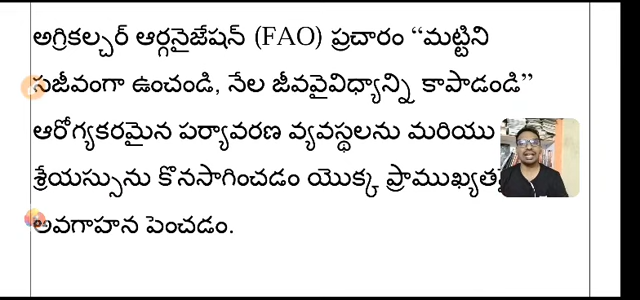 అగ్రికల్చర్ ఆర్గనైజేషన్ (FAO) ప్రచారం “మట్టిని
సజీవంగా ఉంచండి, నేల జీవవైవిధ్యాన్ని కాపాడండి”
ఆరోగ్యకరమైన పర్యావరణ వ్యవస్థలను మరియు
శ్రేయస్సును కొనసాగించడం యొక్క
అవగాహన పెంచడం.